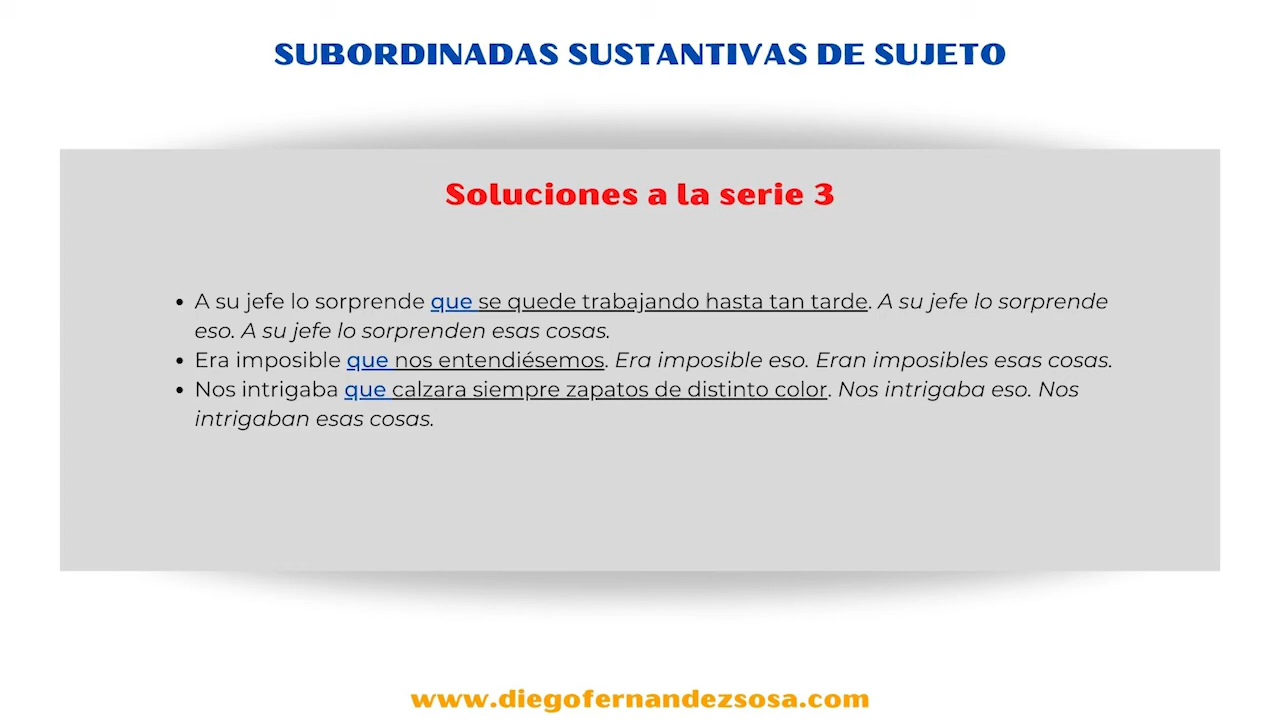 SUBORDINADAS SUSTANTIVAS DE SUJETO
Soluciones a la serie 3
• A su jefe lo sorprende que se quede trabajando hasta tan tarde. A su jefe lo sorprende
eso. A su jefe lo sorprenden esas cosas.
• Era imposible que nos entendiésemos. Era imposible eso. Eran imposibles esas cosas.
• Nos intrigaba que calzara siempre zapatos de distinto color. Nos intrigaba eso. Nos
intrigaban esas cosas.
www.diegofernandezsosa.com